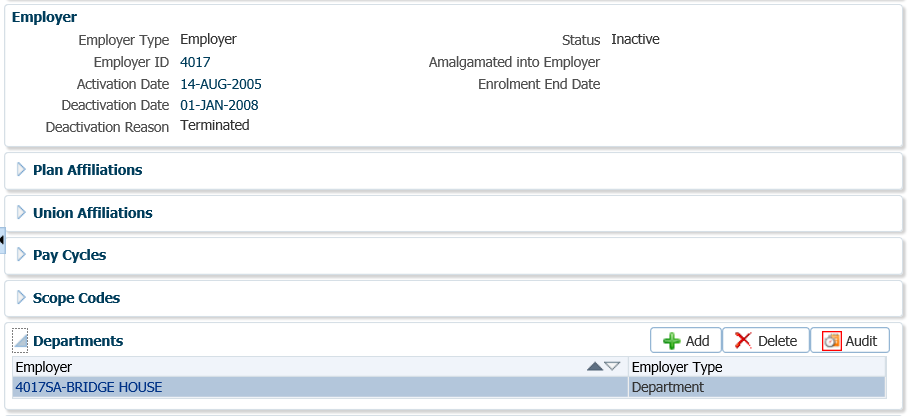 Employer
Employer Type Employer Status Inactive
Employer ID 4017 Amalgamated into Employer
Activation Date 14-AUG-2005 Enrolment End Date
Deactivation Date 01-JAN-2008
Deactivation Reason Terminated
Plan Affiliations
Union Affiliations
Pay Cycles
Scope Codes
Departments Add Delete Audit
Employer Employer Type
4017SA-BRIDGE HOUSE Department